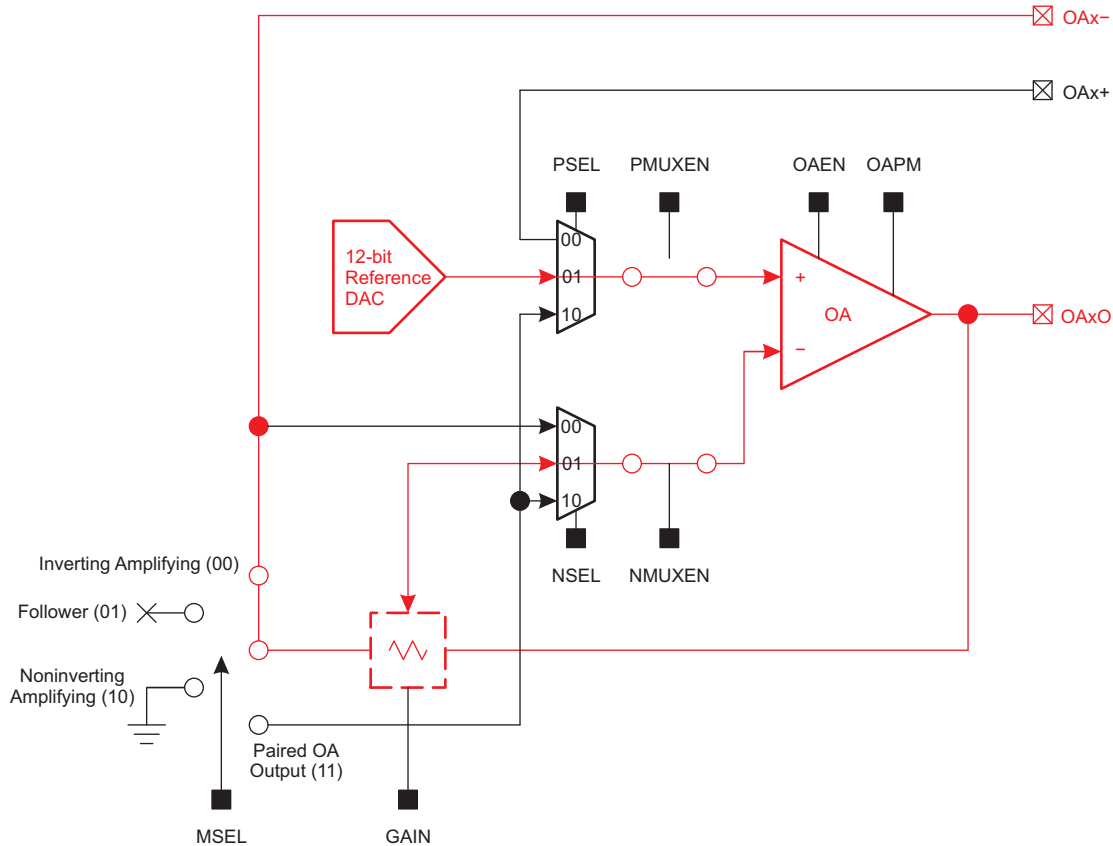 OAx−
OAx+
PSEL
PMUXEN
OAEN
OAPM
00
12-bit
Reference
DAC
01
10
+
OA
−
OAxO
00
01
10
NSEL
NMUXEN
Inverting Amplifying (00)
Follower (01)
Noninverting
Amplifying (10)
Paired OA
Output (11)
MSEL
GAIN